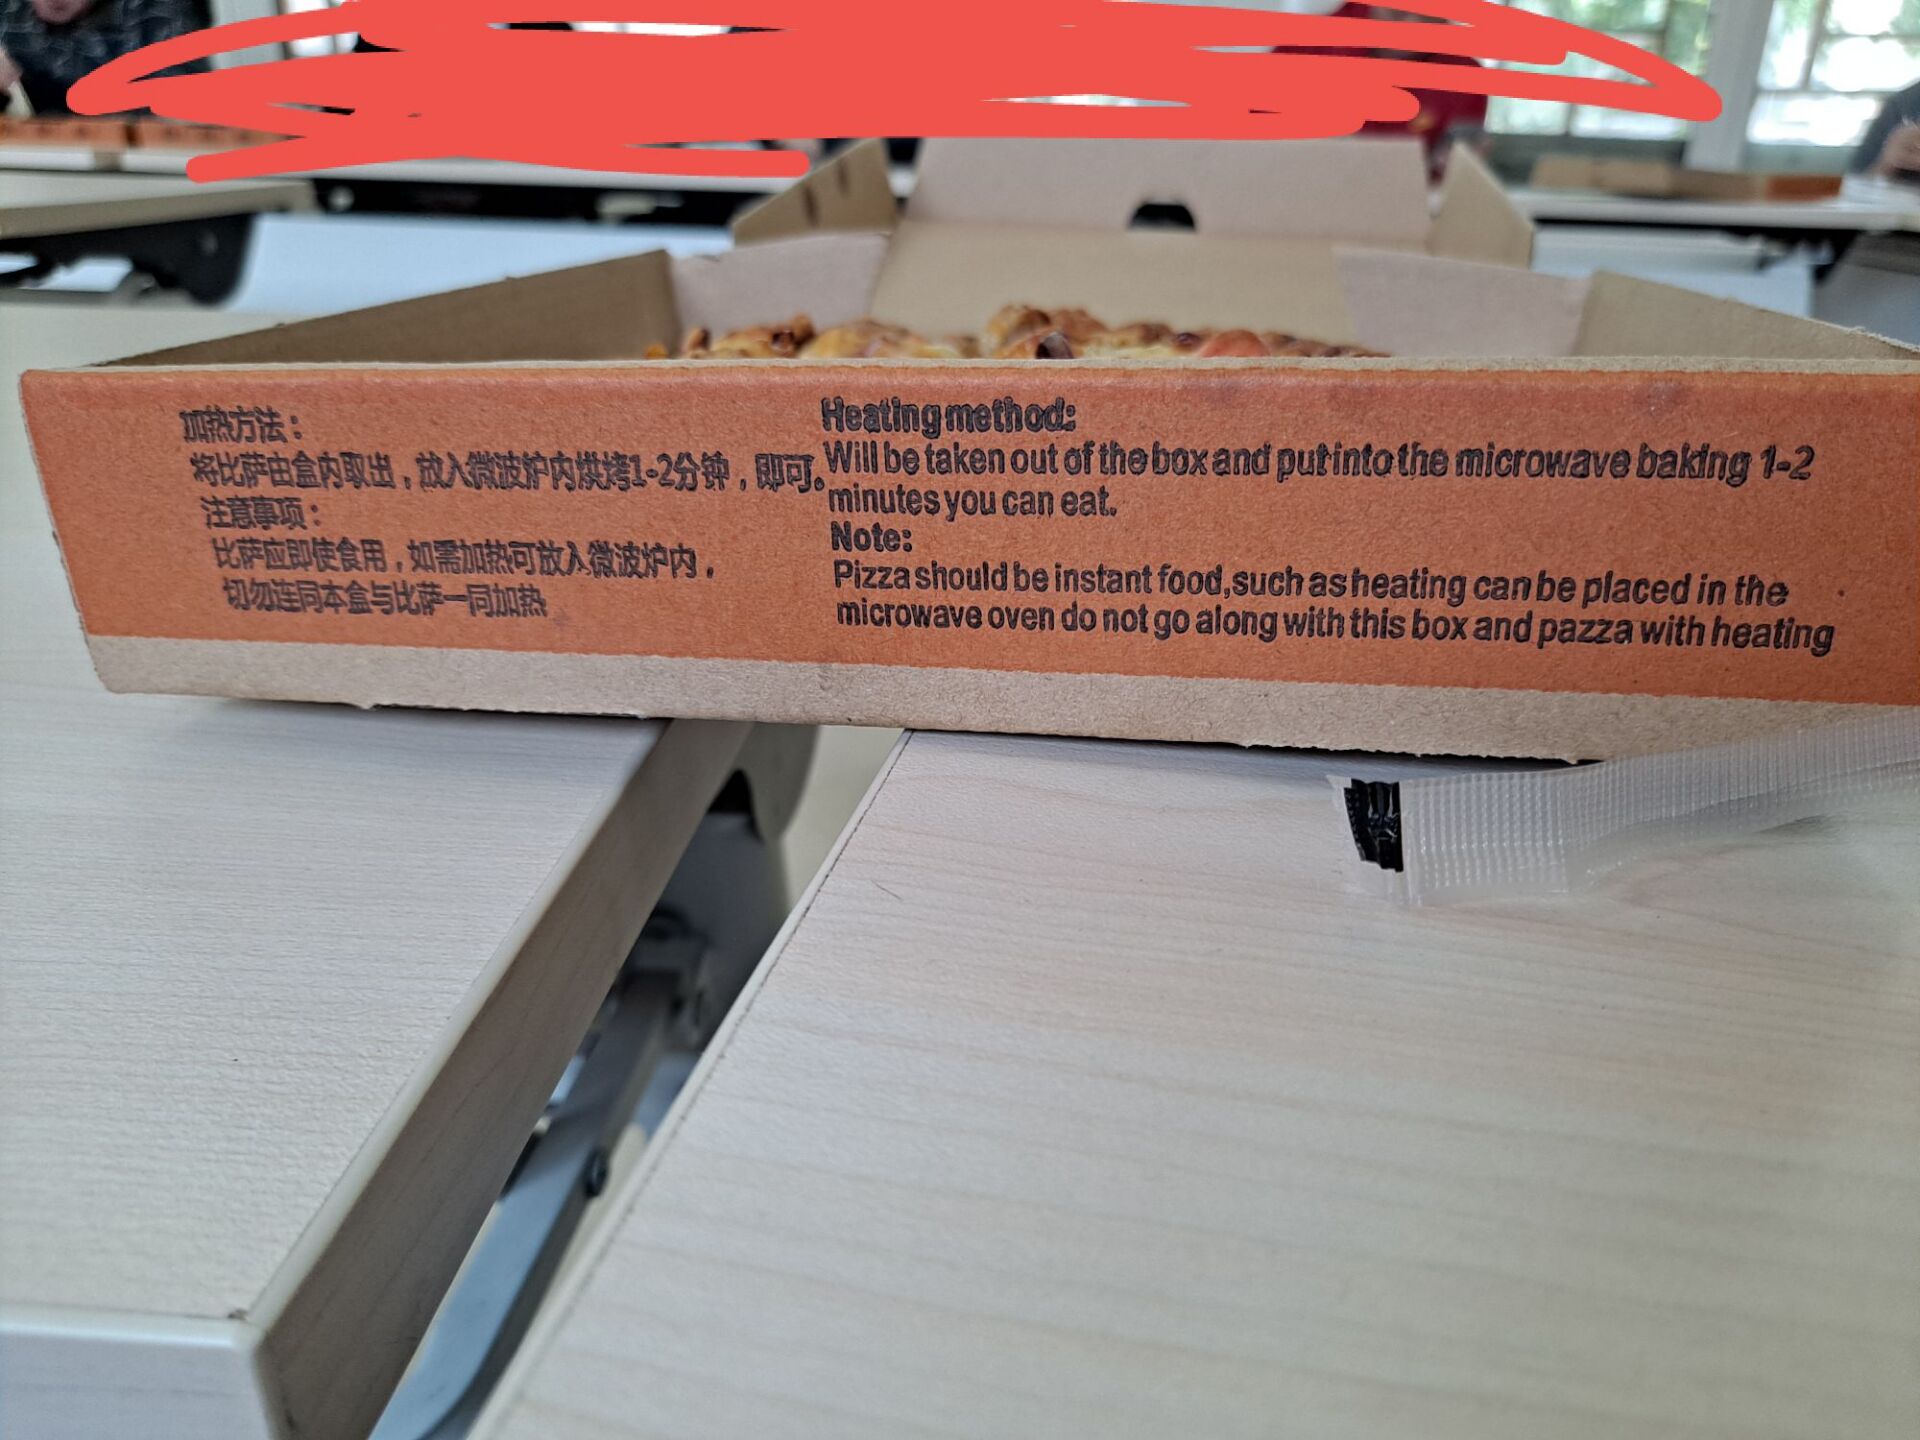 加热方法：
将比萨由盒内取出，放入微波炉内烘烤1-2分钟，即可。
注意事项：
比萨应即使食用，如需加热可放入微波炉内，
切勿连同本盒与比萨一同加热
Heating method:
Will be taken out of the box and put into the microwave baking 1-2
minutes you can eat.
Note:
Pizza should be instant food,such as heating can be placed in the
microwave oven do not go along with this box and pazza with heating